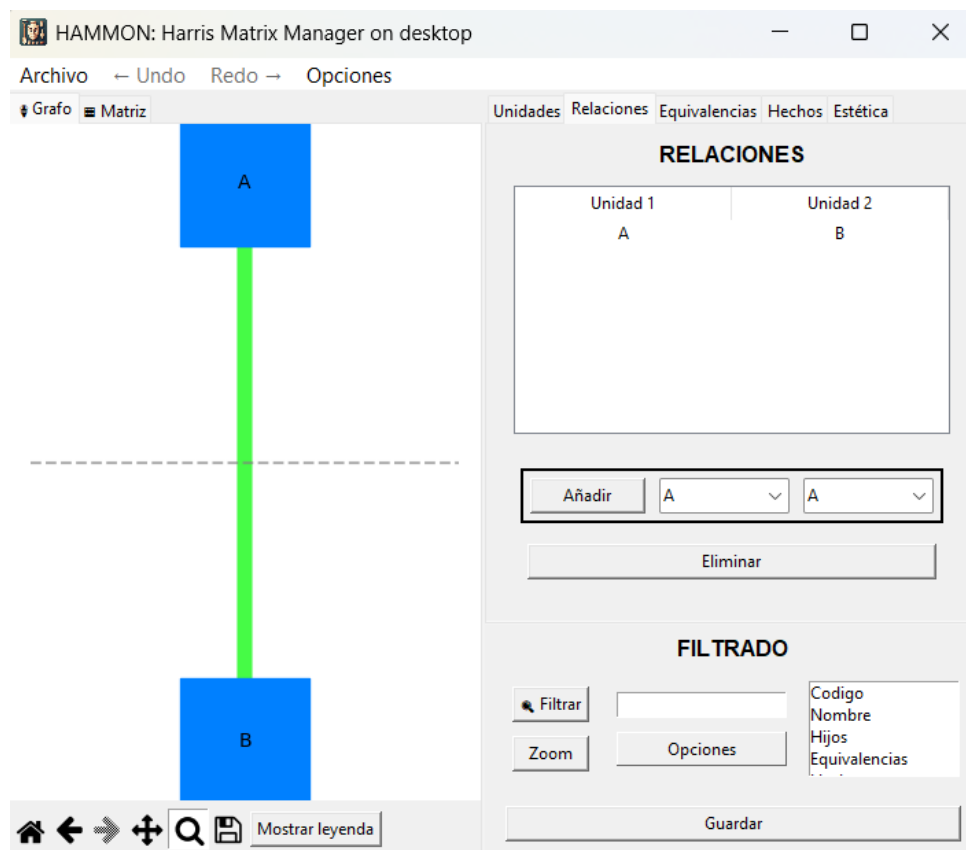 HAMMON: Harris Matrix Manager on desktop
Archivo ← Undo Redo → Opciones
Grafo Matriz
Unidades Relaciones Equivalencias Hechos Estética
A
B
RELACIONES
Unidad 1 Unidad 2
A B
Añadir A A
Eliminar
FILTRADO
Filtrar
Zoom Opciones
Codigo
Nombre
Hijos
Equivalencias
Mostrar leyenda
Guardar